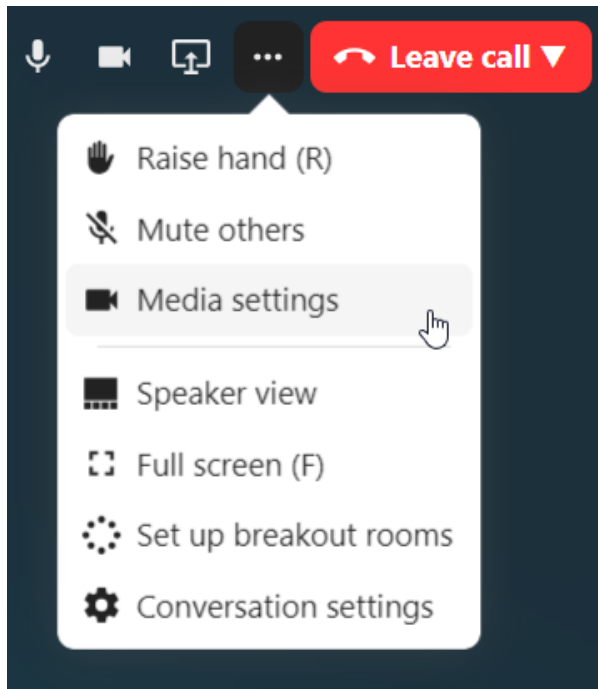 Leave call ▼
Raise hand (R)
Mute others
Media settings
Speaker view
Full screen (F)
Set up breakout rooms
Conversation settings